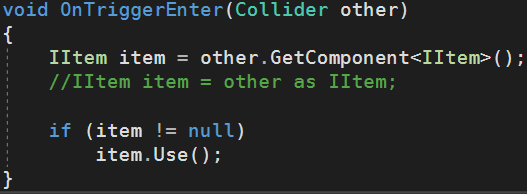 void OnTriggerEnter(Collider other)
{
    IItem item = other.GetComponent<IItem>();
    //IItem item = other as IItem;
    if (item != null)
        item.Use();
}